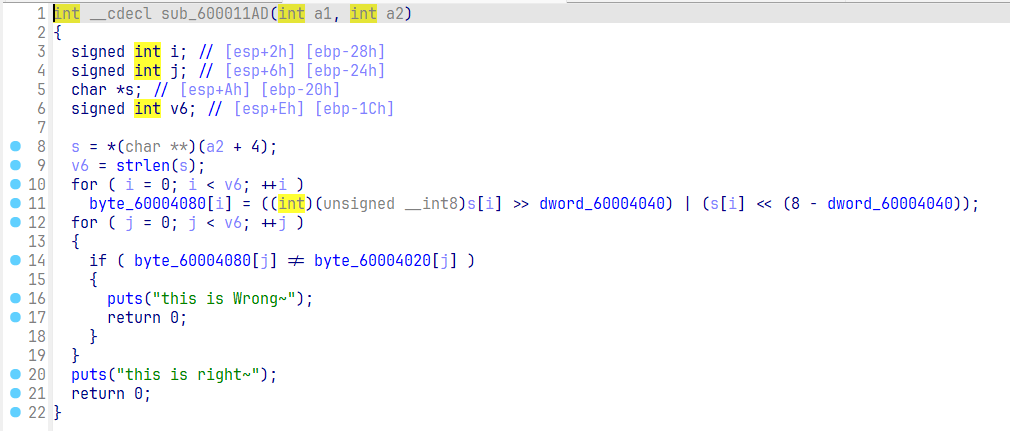 1 int __cdecl sub_600011AD(int a1, int a2)
2 {
3 signed int i; // [esp+2h] [ebp-28h]
4 signed int j; // [esp+6h] [ebp-24h]
5 char *s; // [esp+Ah] [ebp-20h]
6 signed int v6; // [esp+Eh] [ebp-1Ch]
7
8 s = *(char **)(a2 + 4);
9 v6 = strlen(s);
10 for ( i = 0; i < v6; ++i )
11 byte_60004080[i] = ((int)(unsigned __int8)s[i] >> dword_60004040) | (s[i] << (8 - dword_60004040));
12 for ( j = 0; j < v6; ++j )
13 {
14 if ( byte_60004080[j] != byte_60004020[j] )
15 {
16 puts("this is Wrong~");
17 return 0;
18 }
19 }
20 puts("this is right~");
21 return 0;
22 }